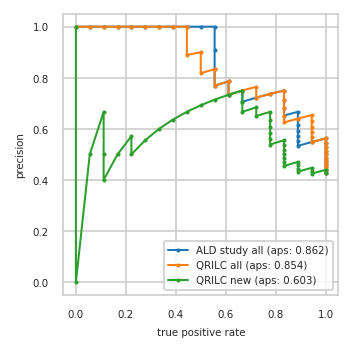 1.0
0.8
0.6
0.4
0.2
0.0
precision
0.0 0.2 0.4 0.6 0.8 1.0
true positive rate
ALD study all (aps: 0.862)
QRILC all (aps: 0.854)
QRILC new (aps: 0.603)